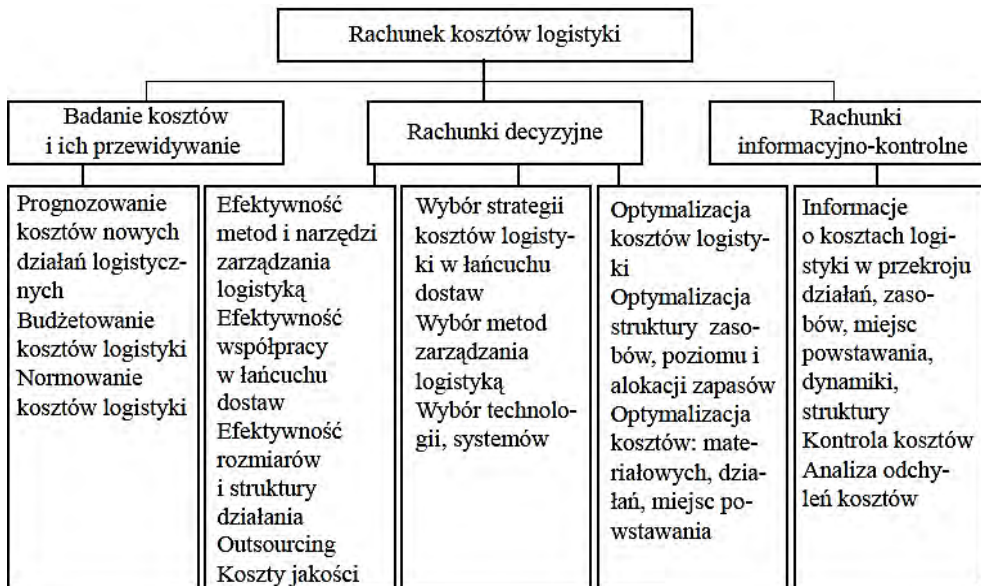 Rachunek kosztów logistyki
Badanie kosztów
i ich przewidywanie
Rachunki decyzyjne
Rachunki
informacyjno-kontrolne
Prognozowanie
kosztów nowych
działań logistycz-
nych
Budżetowanie
kosztów logistyki
Normowanie
kosztów logistyki
Efektywność
metod i narzędzi
zarządzania
logistyką
Efektywność
współpracy
w łańcuchu
dostaw
Efektywność
rozmiarów
i struktury
działania
Outsourcing
Koszty jakości
Wybór strategii
kosztów logisty-
ki w łańcuchu
dostaw
Wybór metod
zarządzania
logistyką
Wybór technolo-
gii, systemów
Optymalizacja
kosztów logisty-
ki
Optymalizacja
struktury zaso-
bów, poziomu i
alokacji zapasów
Optymalizacja
kosztów: mate-
riałowych, dzia-
łań, miejsc po-
wstawania
Informacje
o kosztach logi-
styki w przekroju
działań, zaso-
bów, miejsc
powstawania,
dynamiki,
struktury
Kontrola kosztów
Analiza odchy-
leń kosztów